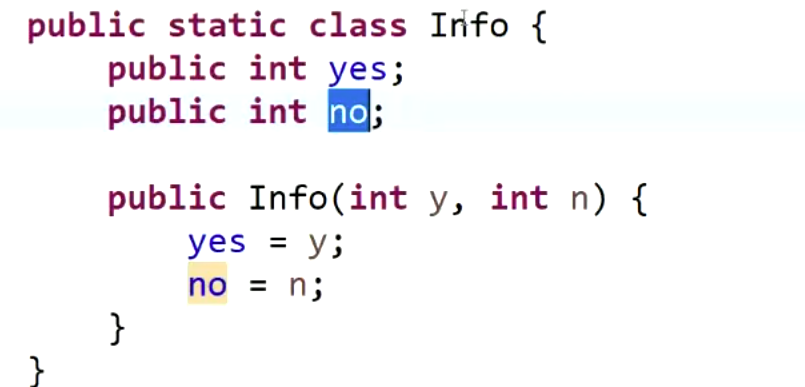 public static class Info {
    public int yes;
    public int no;
    public Info(int y, int n) {
        yes = y;
        no = n;
    }
}